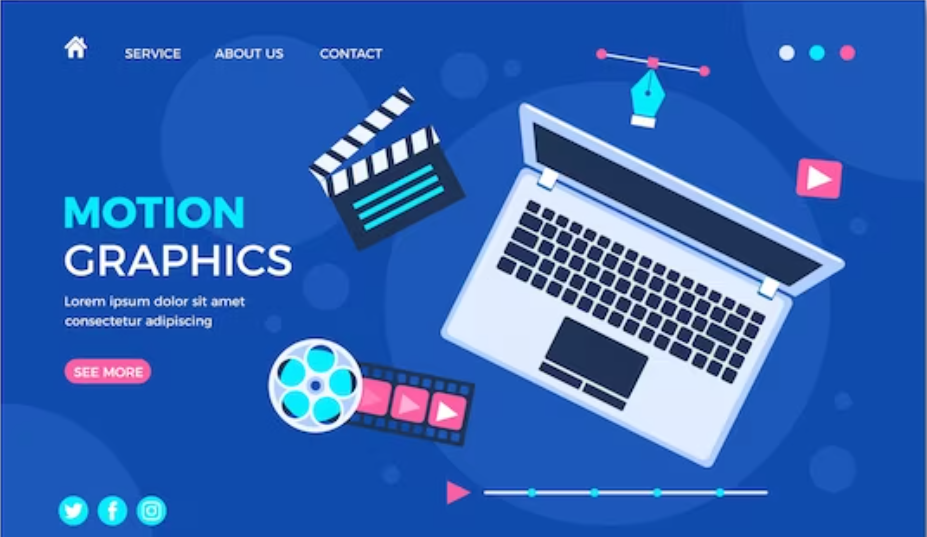 SERVICE
ABOUT US
CONTACT
MOTION
GRAPHICS
Lorem ipsum dolor sit amet
consectetur adipiscing
SEE MORE